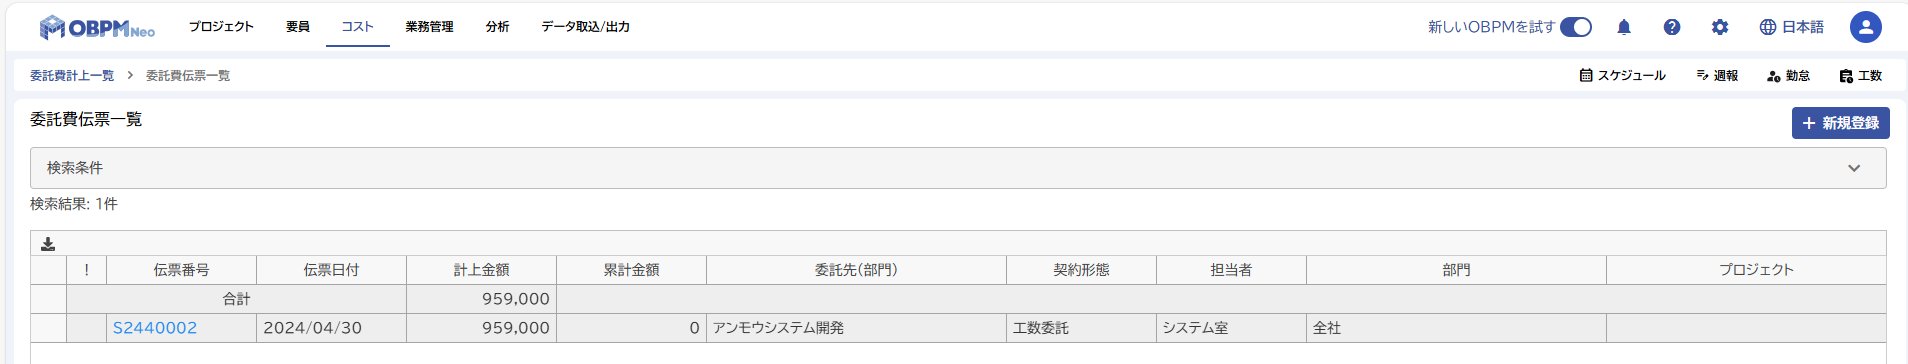 OBPM Neo プロジェクト 要員 コスト 業務管理 分析 データ取込/出力 新しいOBPMを試す 日本語
委託費計上一覧 > 委託費伝票一覧 スケジュール 週報 勤怠 工数
委託費伝票一覧
+ 新規登録
検索条件
検索結果: 1件
! 伝票番号 伝票日付 計上金額 累計金額 委託先(部門) 契約形態 担当者 部門 プロジェクト
合計 959,000
S2440002 2024/04/30 959,000 0 アンモウシステム開発 工数委託 システム室 全社